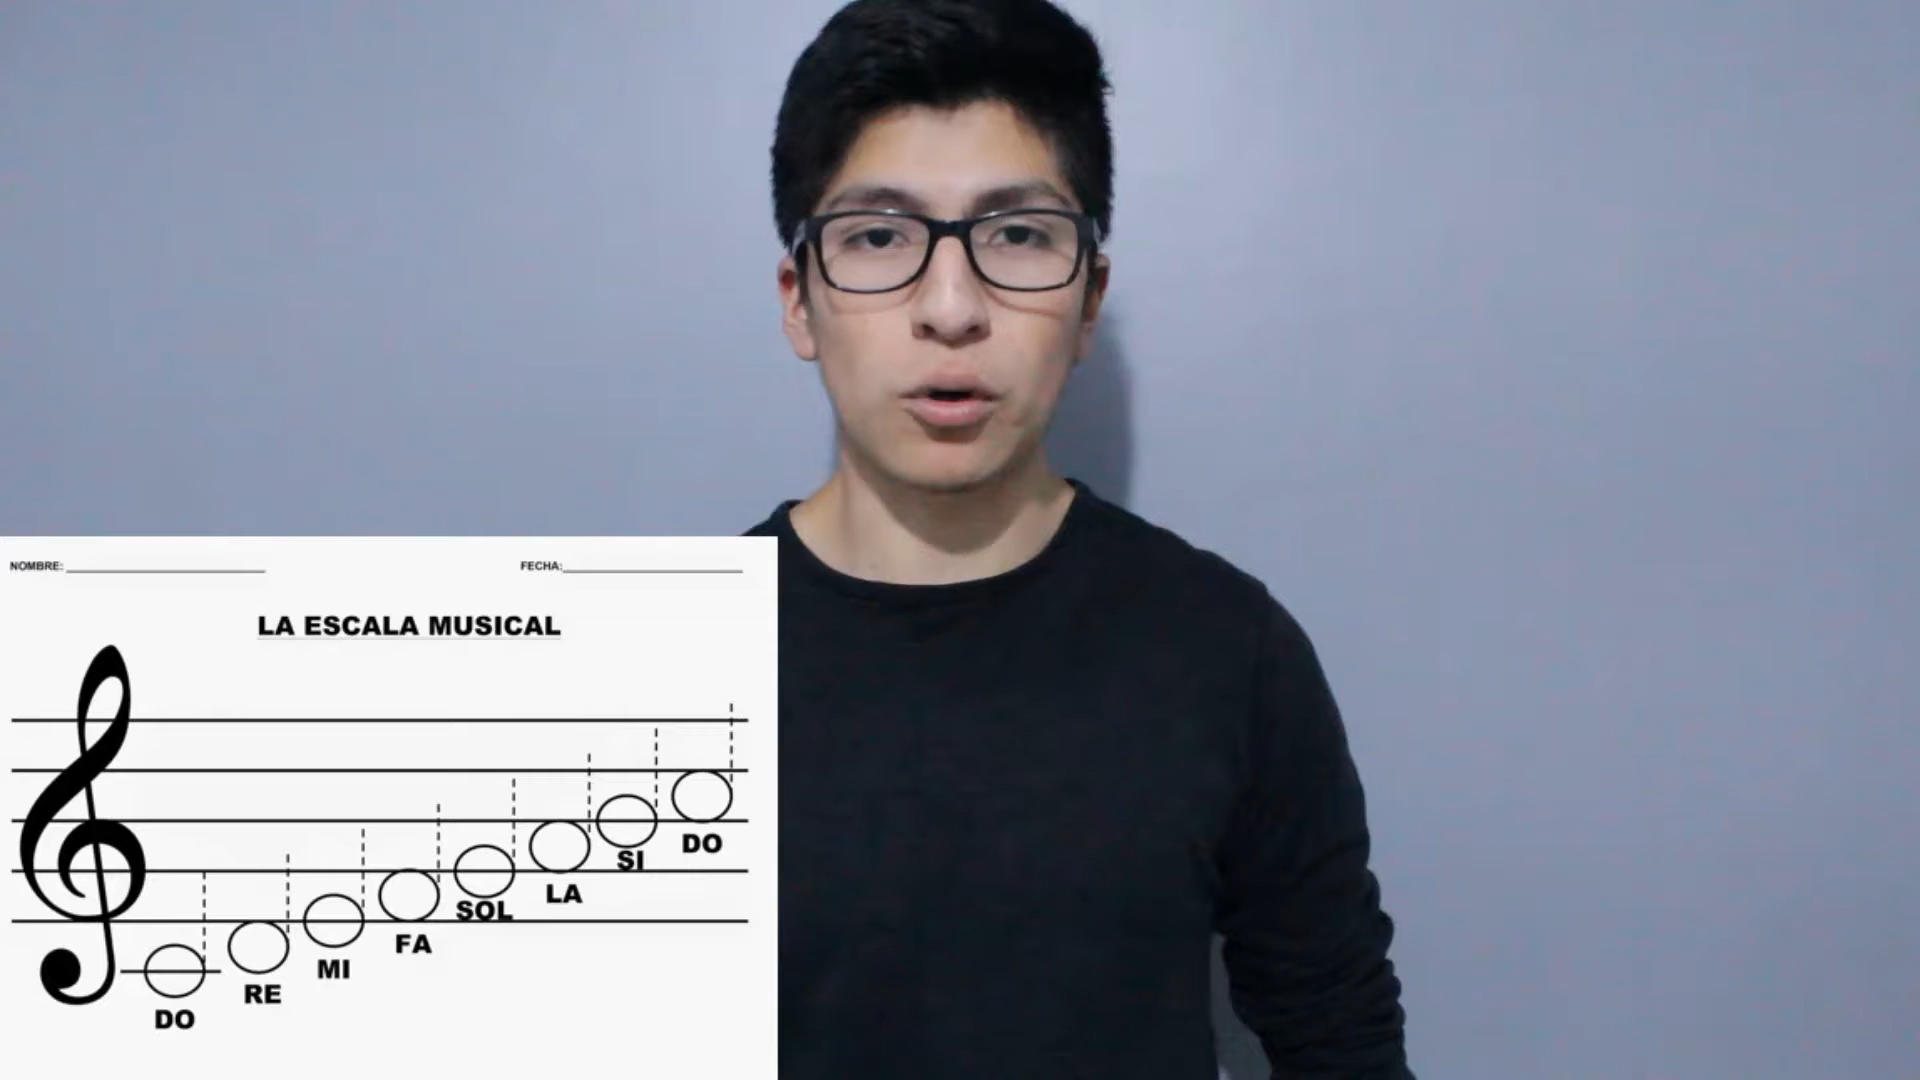 NOMBRE: FECHA:
LA ESCALA MUSICAL
DO
RE
MI
FA
SOL
LA
SI
DO